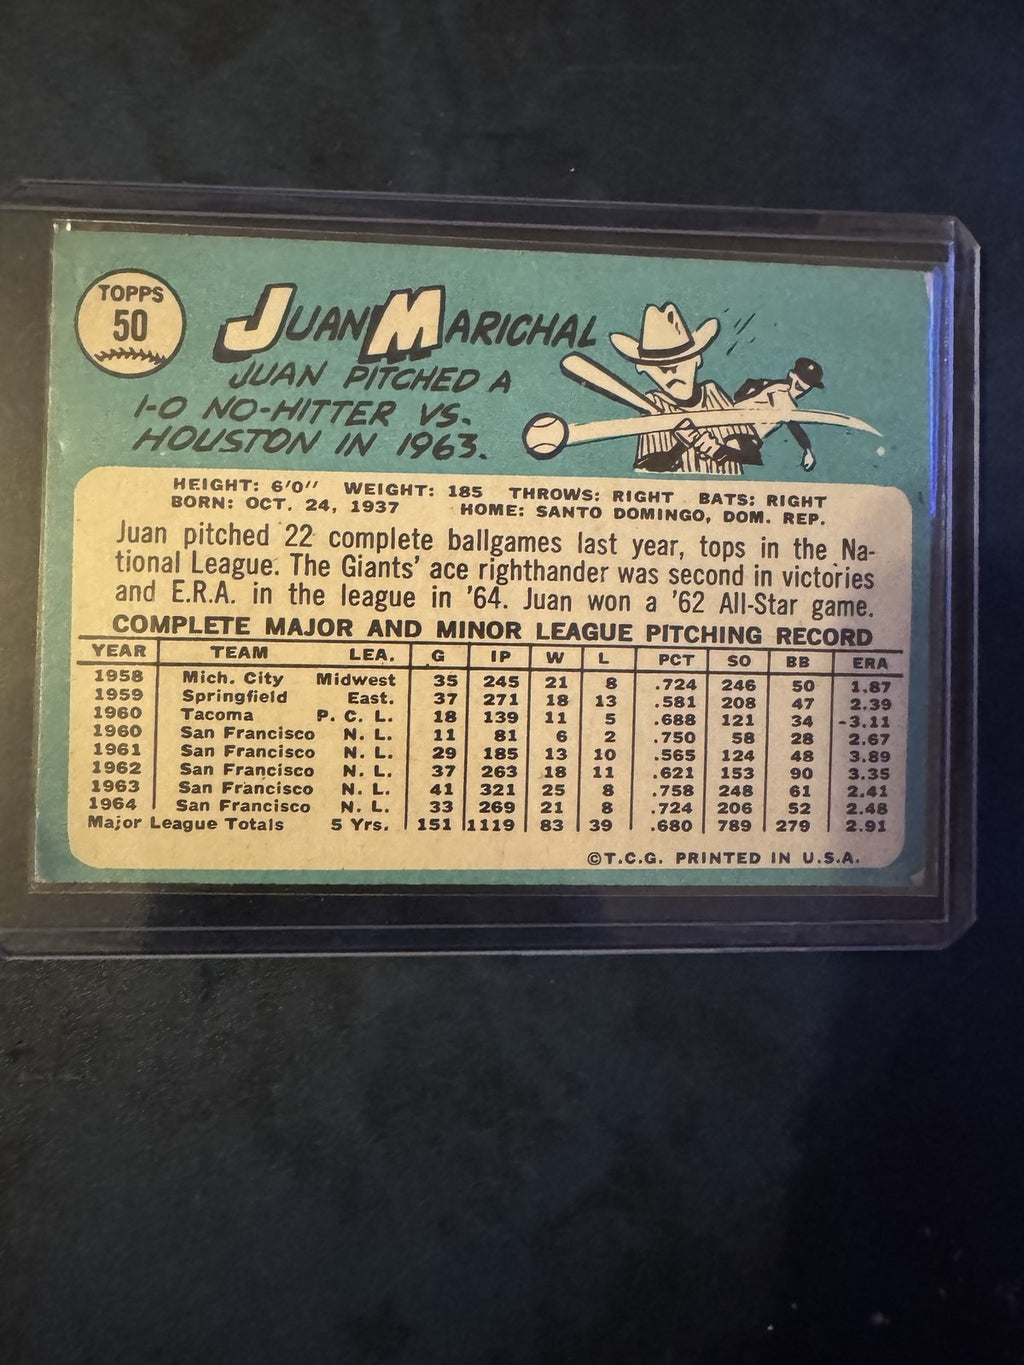 TOPPS
50
JUAN MARICHAL
JUAN PITCHED A
1-0 NO-HITTER VS.
HOUSTON IN 1963.
HEIGHT: 6'0" WEIGHT: 185 THROWS: RIGHT BATS: RIGHT
BORN: OCT. 24, 1937 HOME: SANTO DOMINGO, DOM. REP.
Juan pitched 22 complete ballgames last year, tops in the Na-
tional League. The Giants' ace righthander was second in victories
and E.R.A. in the league in '64. Juan won a '62 All-Star game.
COMPLETE MAJOR AND MINOR LEAGUE PITCHING RECORD
YEAR TEAM LEA. G IP W L PCT SO BB ERA
1958 Mich. City Midwest 35 245 21 8 .724 246 50 1.87
1959 Springfield East. 37 271 18 13 .581 208 47 2.39
1960 Tacoma P. C. L. 18 139 11 5 .688 121 34 3.11
1960 San Francisco N. L. 11 81 6 2 .750 58 28 2.67
1961 San Francisco N. L. 29 185 13 10 .565 124 48 3.89
1962 San Francisco N. L. 37 263 18 11 .621 153 90 3.35
1963 San Francisco N. L. 41 321 25 8 .758 248 61 2.41
1964 San Francisco N. L. 33 269 21 8 .724 206 52 2.48
Major League Totals 5 Yrs. 151 1119 83 39 .680 789 279 2.91
©T.C.G. PRINTED IN U.S.A.